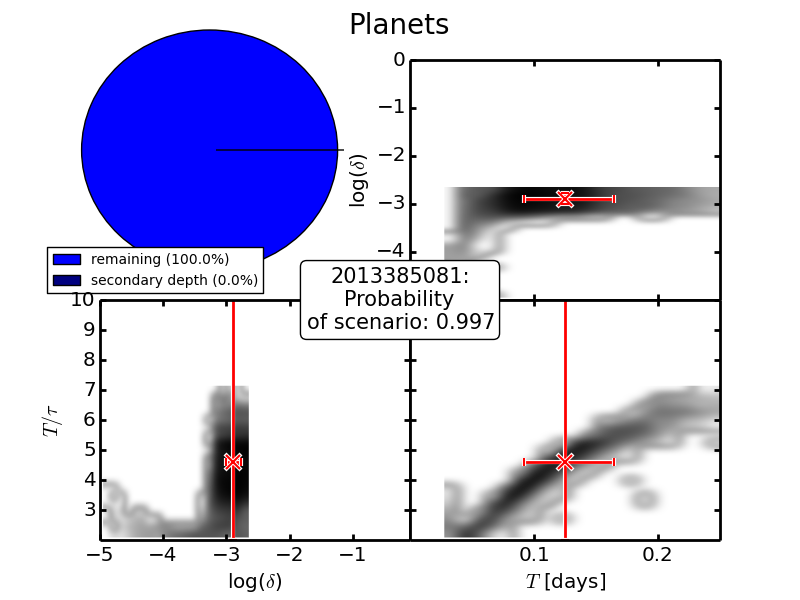 Planets
0
−1
−2
−3
−4
log(δ)
remaining (100.0%)
secondary depth (0.0%)
2013385081:
Probability
of scenario: 0.997
10
9
8
7
6
5
4
3
T/τ
−5 −4 −3 −2 −1
log(δ)
0.1 0.2
T [days]